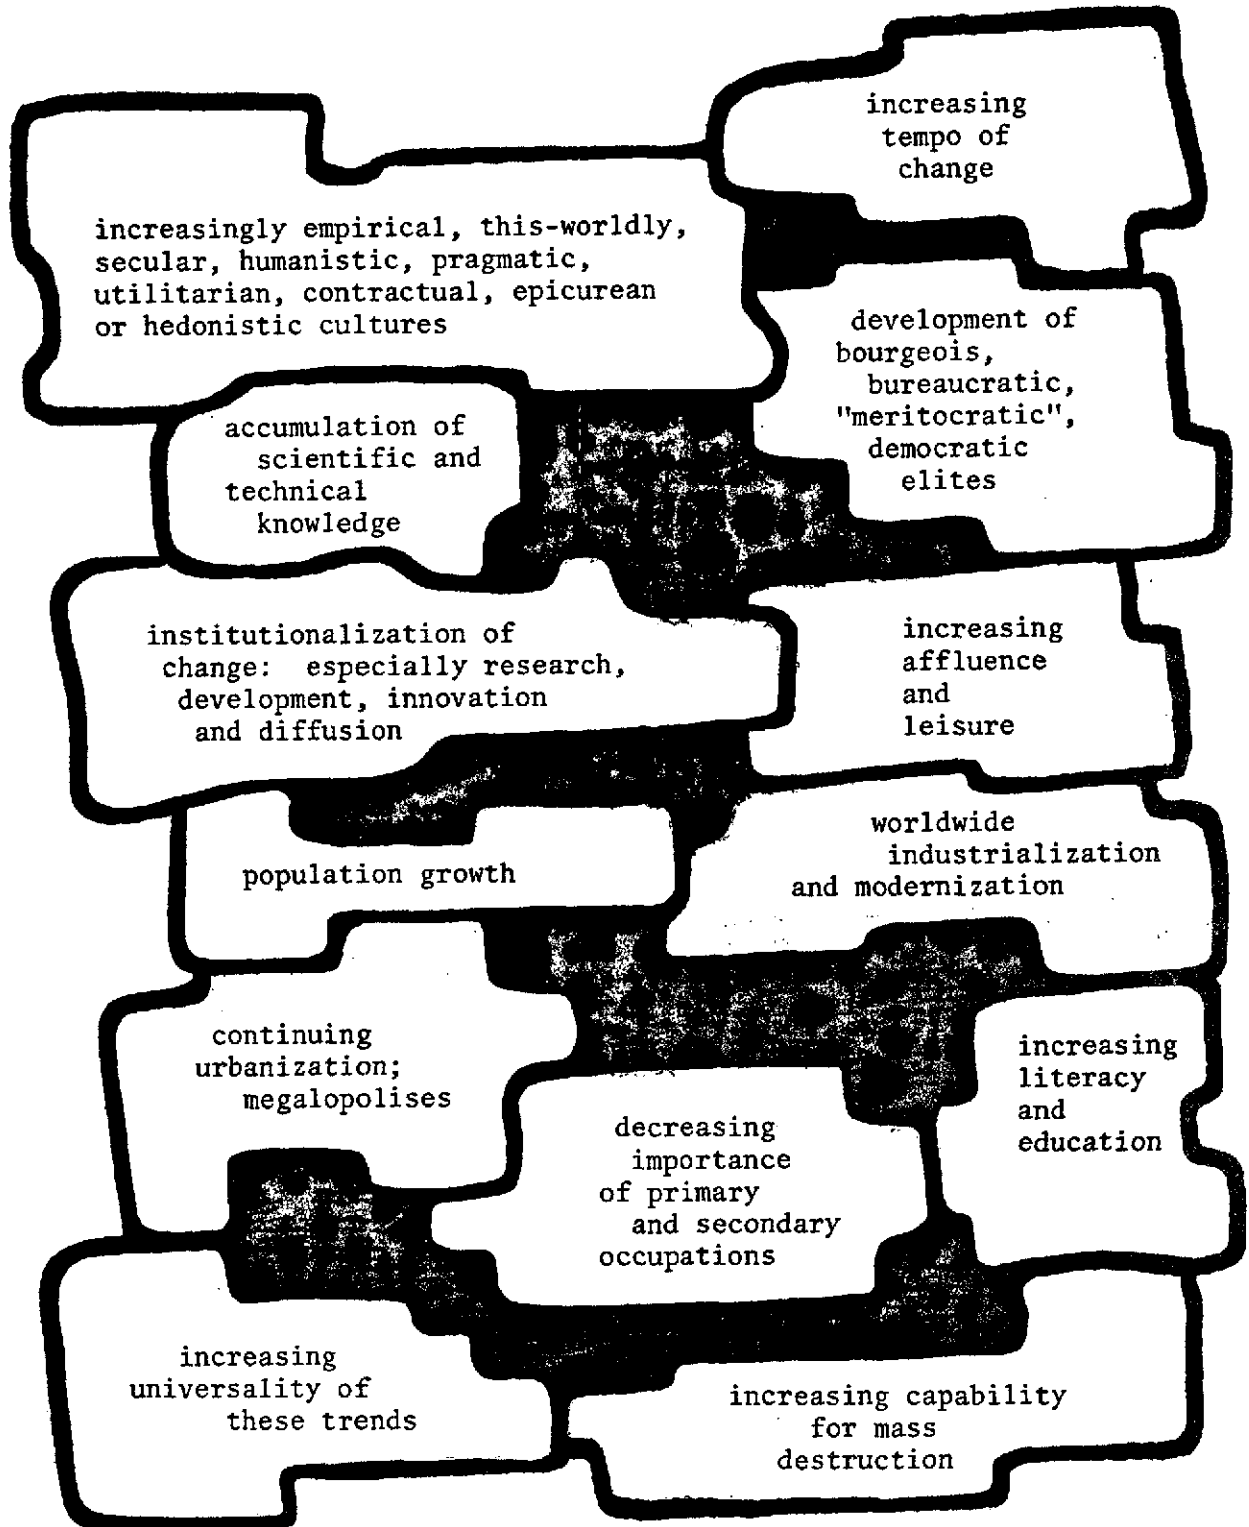 increasing
tempo of
change
increasingly empirical, this-worldly,
secular, humanistic, pragmatic,
utilitarian, contractual, epicurean
or hedonistic cultures
development of
bourgeois,
bureaucratic,
"meritocratic",
democratic
elites
accumulation of
scientific and
technical
knowledge
institutionalization of
change: especially research,
development, innovation
and diffusion
increasing
affluence
and
leisure
population growth
worldwide
industrialization
and modernization
continuing
urbanization;
megalopolises
increasing
literacy
and
education
decreasing
importance
of primary
and secondary
occupations
increasing
universality of
these trends
increasing capability
for mass
destruction